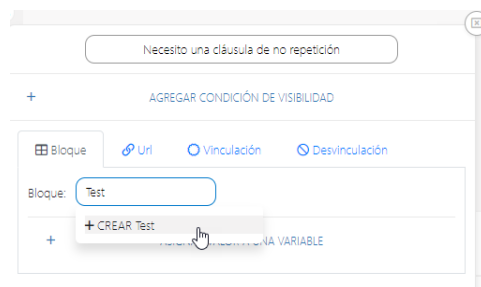 Necesito una cláusula de no repetición
+ AGREGAR CONDICIÓN DE VISIBILIDAD
Bloque Url Vinculación Desvinculación
Bloque: Test
+ CREAR Test
+ UNA VARIABLE